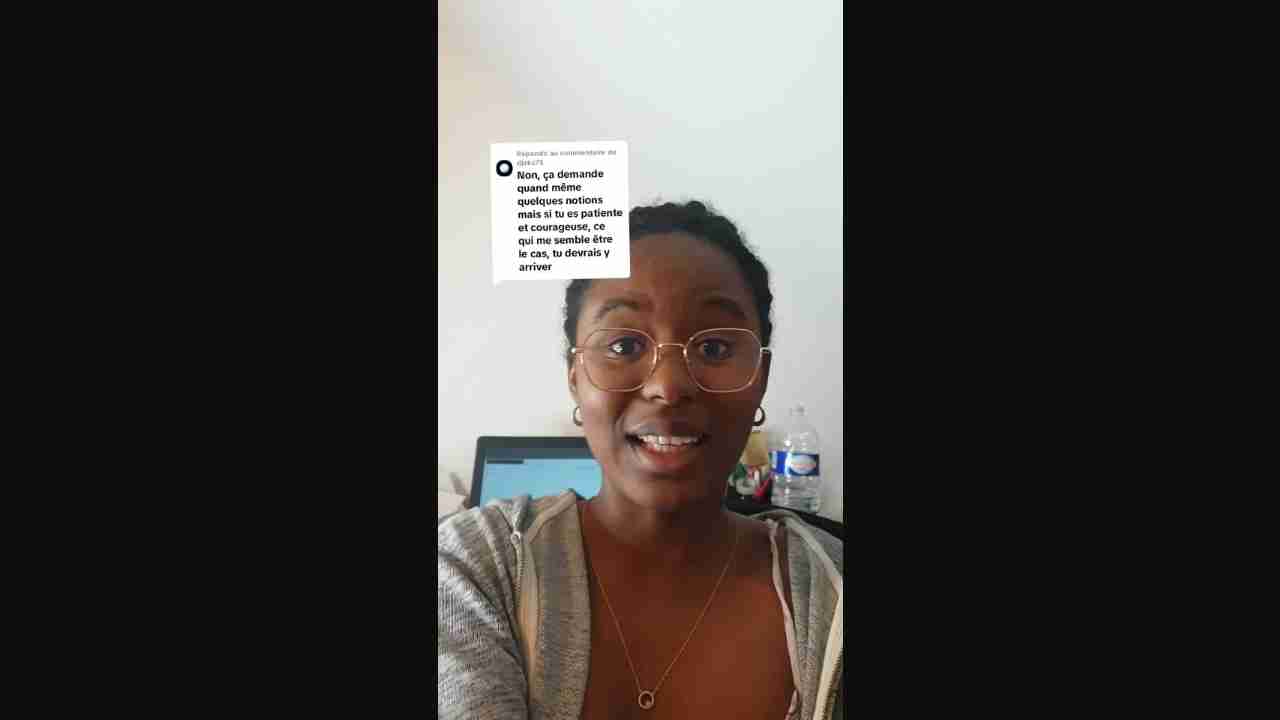 Répondre au commentaire de
Non, ça demande
quand même
quelques notions
mais si tu es patiente
et courageuse, ce
qui me semble être
le cas, tu devrais y
arriver